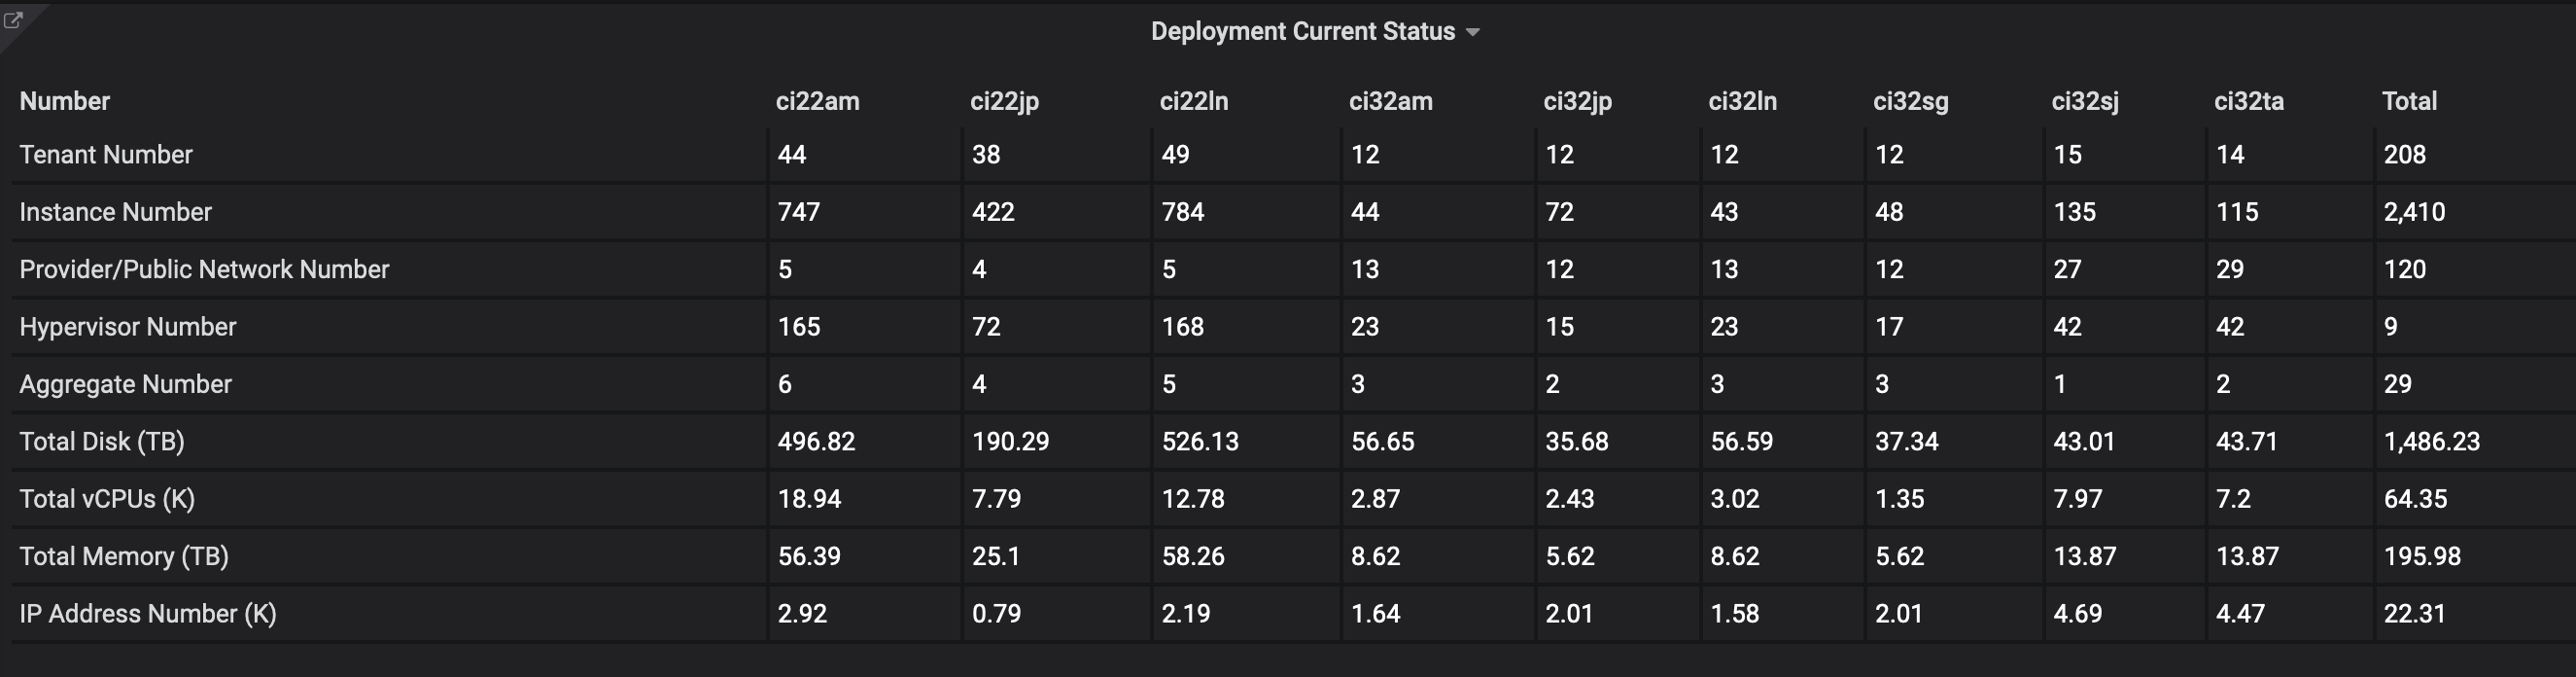 Deployment Current Status
Number ci22am ci22jp ci22ln ci32am ci32jp ci32ln ci32sg ci32sj ci32ta Total
Tenant Number 44 38 49 12 12 12 12 15 14 208
Instance Number 747 422 784 44 72 43 48 135 115 2,410
Provider/Public Network Number 5 4 5 13 12 13 12 27 29 120
Hypervisor Number 165 72 168 23 15 23 17 42 42 9
Aggregate Number 6 4 5 3 2 3 3 1 2 29
Total Disk (TB) 496.82 190.29 526.13 56.65 35.68 56.59 37.34 43.01 43.71 1,486.23
Total vCPUs (K) 18.94 7.79 12.78 2.87 2.43 3.02 1.35 7.97 7.2 64.35
Total Memory (TB) 56.39 25.1 58.26 8.62 5.62 8.62 5.62 13.87 13.87 195.98
IP Address Number (K) 2.92 0.79 2.19 1.64 2.01 1.58 2.01 4.69 4.47 22.31